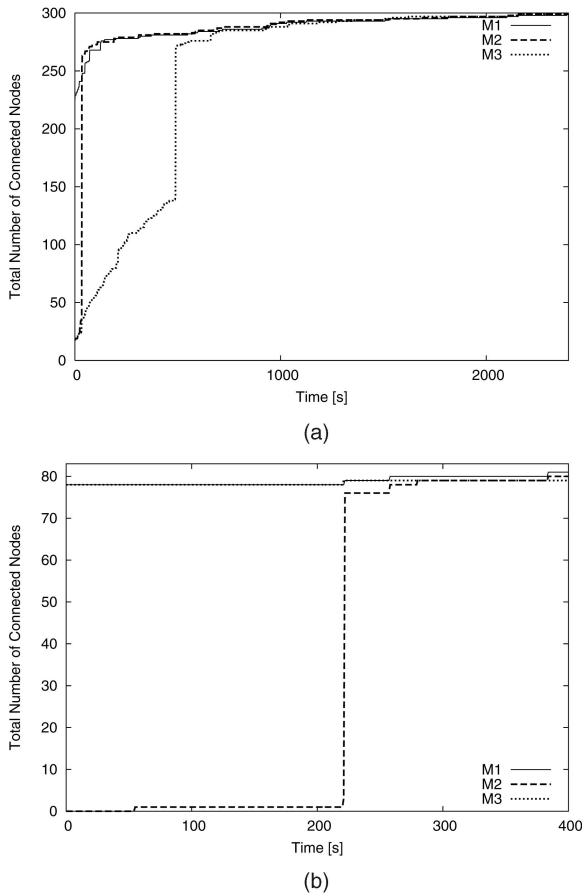 300
250
200
150
100
50
0
Total Number of Connected Nodes
M1
M2
M3
0 1000 2000
Time [s]
(a)
80
70
60
50
40
30
20
10
0
Total Number of Connected Nodes
M1
M2
M3
0 100 200 300 400
Time [s]
(b)